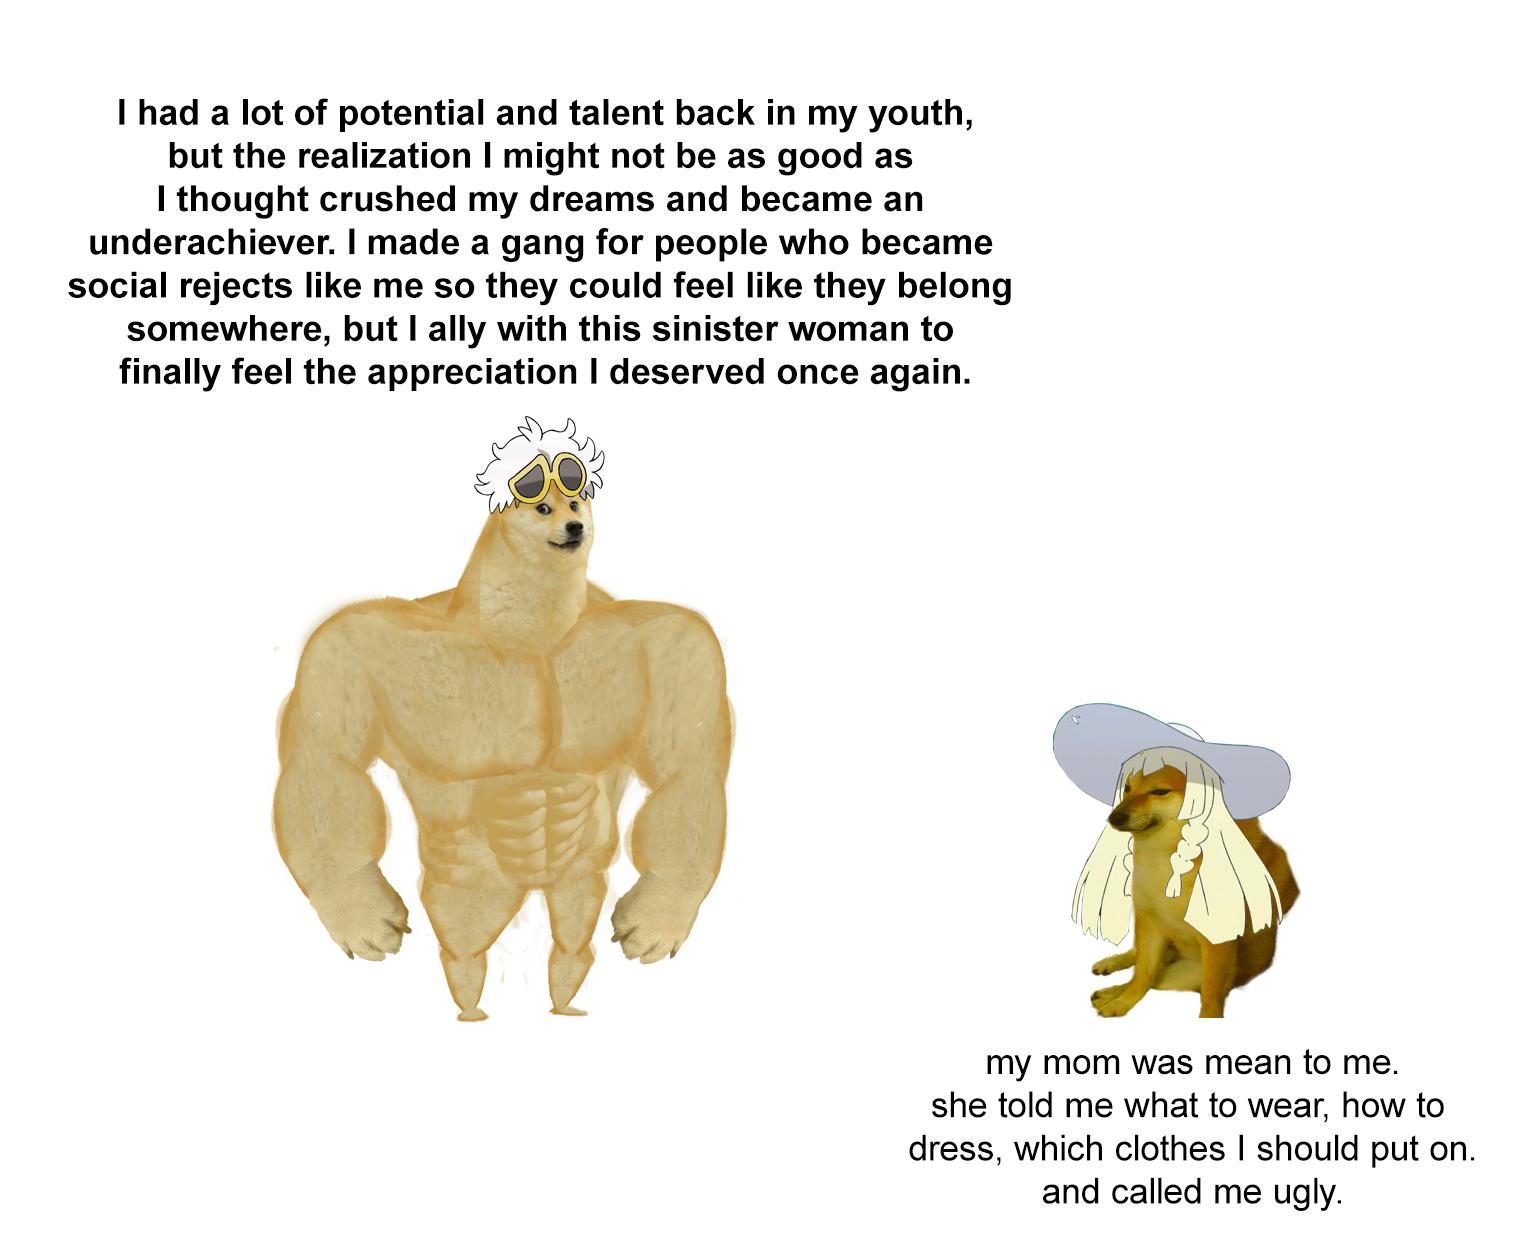 I had a lot of potential and talent back in my youth,
but the realization I might not be as good as
I thought crushed my dreams and became an
underachiever. I made a gang for people who became
social rejects like me so they could feel like they belong
somewhere, but I ally with this sinister woman to
finally feel the appreciation I deserved once again.
my mom was mean to me.
she told me what to wear, how to
dress, which clothes I should put on.
and called me ugly.